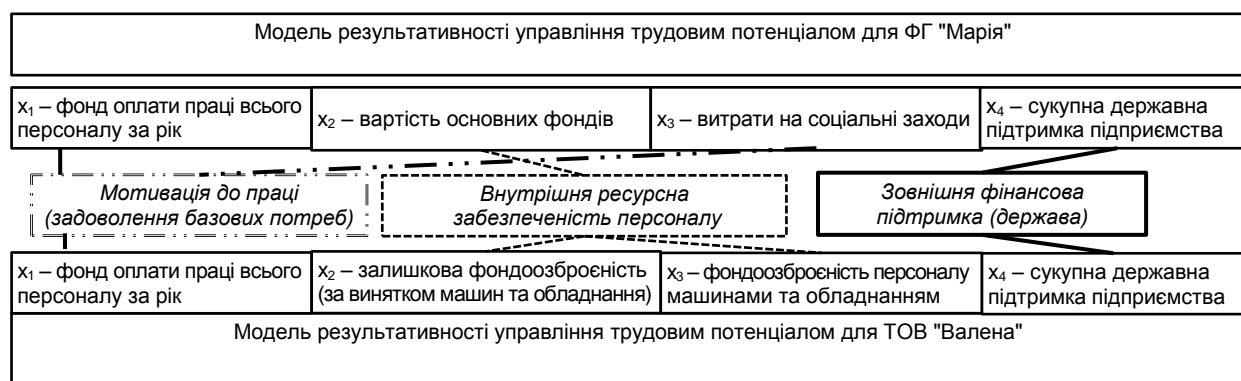 Модель результативності управління трудовим потенціалом для ФГ "Марія"
x₁ – фонд оплати праці всього
персоналу за рік
x₂ – вартість основних фондів
x₃ – витрати на соціальні заходи
x₄ – сукупна державна
підтримка підприємства
Мотивація до праці
(задоволення базових потреб)
Внутрішня ресурсна
забезпеченість персоналу
Зовнішня фінансова
підтримка (держава)
x₁ – фонд оплати праці всього
персоналу за рік
x₂ – залишкова фондоозброєність
(за винятком машин та обладнання)
x₃ – фондоозброєність персоналу
машинами та обладнанням
x₄ – сукупна державна
підтримка підприємства
Модель результативності управління трудовим потенціалом для ТОВ "Валена"